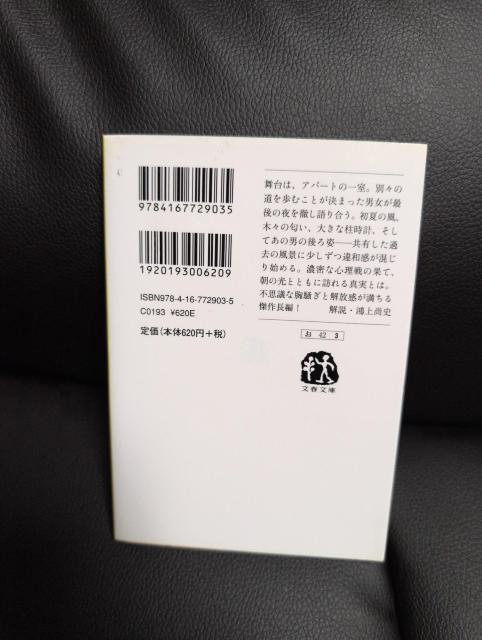 9784167729035
1920193006209
ISBN978-4-16-772903-5
C0193 ¥620E
定価(本体620円+税)
舞台は、アパートの一室。別々の
道を歩むことが決まった男女が最
後の夜を徹し語り合う。初夏の風、
木々の匂い、大きな柱時計、そし
てあの男の後ろ姿──共有した過
去の風景に少しずつ違和感が混じ
り始める。濃密な心理戦の果て、
朝の光とともに訪れる真実とは。
不思議な胸騒ぎと解放感が満ちる
傑作長編! 解説・鴻上尚史
お 42 3
文春文庫